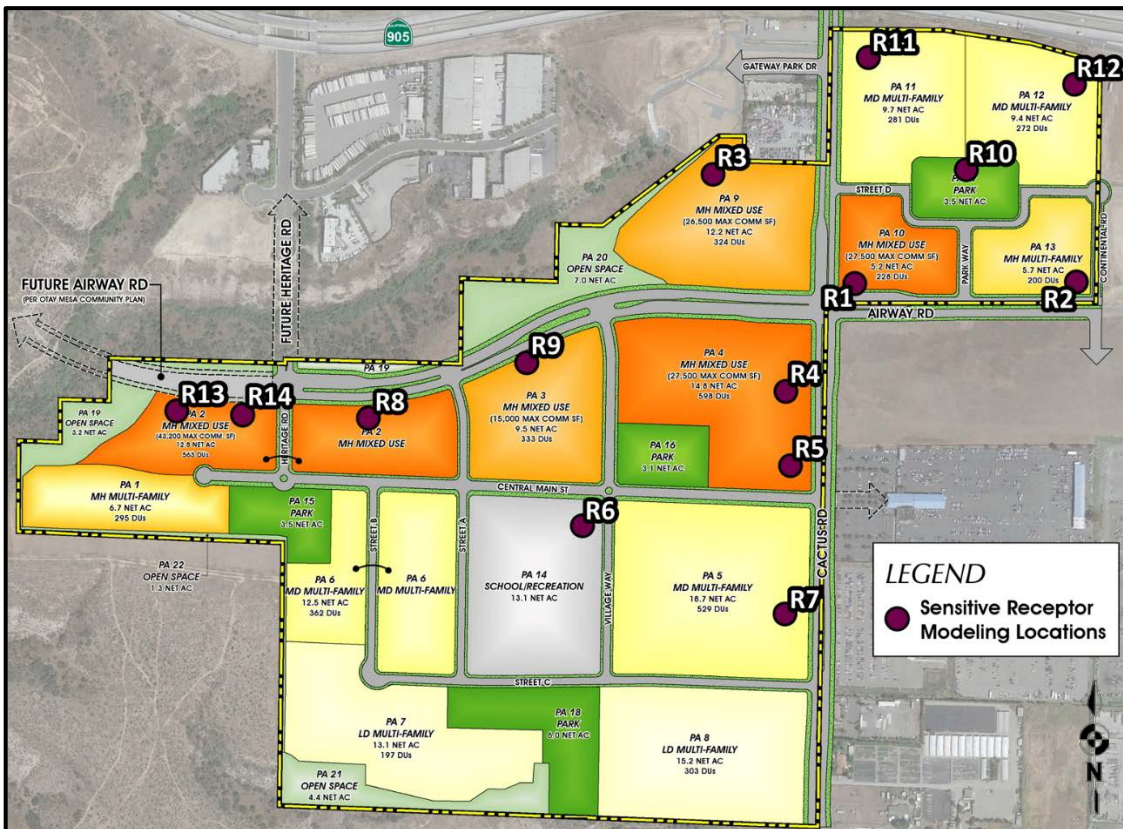 CALIFORNIA
905
GATEWAY PARK DR
R11
PA 11
MD MULTI-FAMILY
9.7 NET AC
281 DUs
R12
PA 12
MD MULTI-FAMILY
9.4 NET AC
272 DUs
R10
PARK
3.5 NET AC
STREET D
R3
PA 9
MH MIXED USE
(26,500 MAX COMM SF)
12.2 NET AC
324 DUs
PA 10
MH MIXED USE
(27,500 MAX COMM SF)
5.2 NET AC
228 DUs
PARK WAY
PA 13
MH MULTI-FAMILY
5.7 NET AC
200 DUs
CONTINENTAL RD
R1
R2
AIRWAY RD
PA 20
OPEN SPACE
7.0 NET AC
FUTURE HERITAGE RD
FUTURE AIRWAY RD
(PER OTAY MESA COMMUNITY PLAN)
PA 19
R9
PA 3
MH MIXED USE
(15,000 MAX COMM SF)
9.5 NET AC
333 DUs
PA 4
MH MIXED USE
(27,500 MAX COMM SF)
14.8 NET AC
598 DUs
R4
R5
PA 16
PARK
3.1 NET AC
R13
R14
R8
PA 19
OPEN SPACE
3.2 NET AC
PA 2
MH MIXED USE
(43,200 MAX COMM SF)
12.8 NET AC
563 DUs
HERITAGE RD
PA 2
MH MIXED USE
CENTRAL MAIN ST
PA 1
MH MULTI-FAMILY
6.7 NET AC
295 DUs
PA 15
PARK
3.5 NET AC
STREET B
STREET A
R6
PA 14
SCHOOL/RECREATION
13.1 NET AC
VILLAGE WAY
PA 5
MD MULTI-FAMILY
18.7 NET AC
529 DUs
R7
CACTUS RD
PA 22
OPEN SPACE
1.3 NET AC
PA 6
MD MULTI-FAMILY
12.5 NET AC
362 DUs
PA 6
MD MULTI-FAMILY
STREET C
PA 7
LD MULTI-FAMILY
13.1 NET AC
197 DUs
PA 18
PARK
6.0 NET AC
PA 8
LD MULTI-FAMILY
15.2 NET AC
303 DUs
PA 21
OPEN SPACE
4.4 NET AC
LEGEND
Sensitive Receptor
Modeling Locations
N